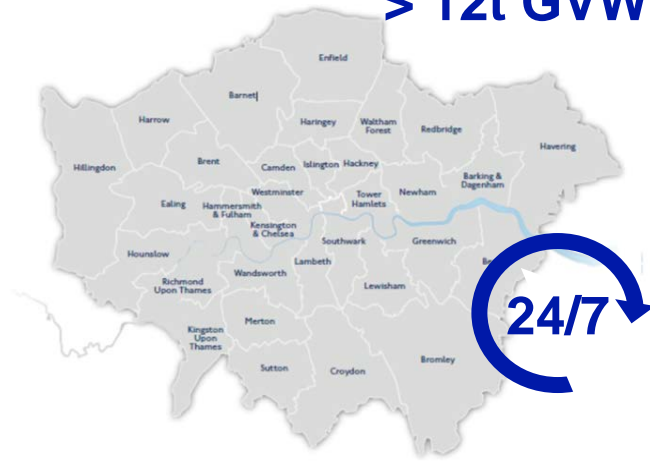 > 12t GVW
Enfield
Barnet
Harrow
Haringey
Waltham
Forest
Redbridge
Havering
Hillingdon
Brent
Camden
Islington
Hackney
Barking &
Dagenham
Westminster
Tower
Hamlets
Newham
Ealing
Hammersmith
& Fulham
Kensington
& Chelsea
Southwark
Greenwich
Be
Hounslow
Lambeth
Wandsworth
Richmond
Upon Thames
Lewisham
24/7
Merton
Kingston
Upon
Thames
Sutton
Croydon
Bromley